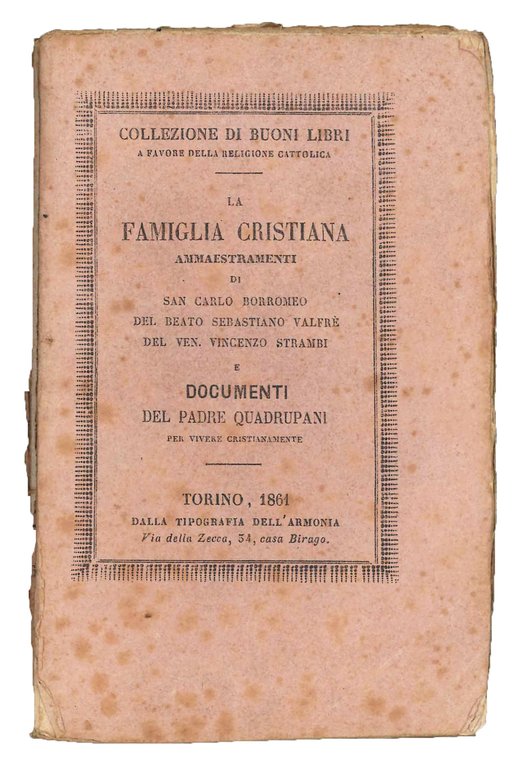 COLLEZIONE DI BUONI LIBRI
A FAVORE DELLA RELIGIONE CATTOLICA
LA
FAMIGLIA CRISTIANA
AMMAESTRAMENTI
DI
SAN CARLO BORROMEO
DEL BEATO SEBASTIANO VALFRÈ
DEL VEN. VINCENZO STRAMBI
E
DOCUMENTI
DEL PADRE QUADRUPANI
PER VIVERE CRISTIANAMENTE
TORINO, 1861
DALLA TIPOGRAFIA DELL'ARMONIA
Via della Zecca, 34, casa Birago.